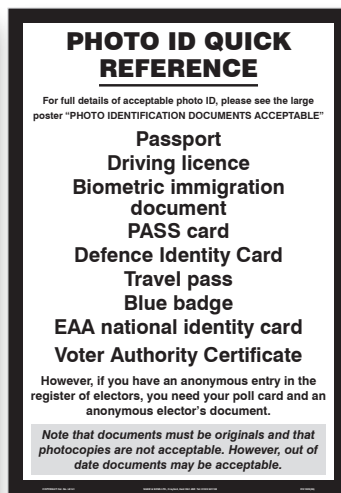 PHOTO ID QUICK
REFERENCE
For full details of acceptable photo ID, please see the large
poster “PHOTO IDENTIFICATION DOCUMENTS ACCEPTABLE”
Passport
Driving licence
Biometric immigration
document
PASS card
Defence Identity Card
Travel pass
Blue badge
EAA national identity card
Voter Authority Certificate
However, if you have an anonymous entry in the
register of electors, you need your poll card and an
anonymous elector’s document.
Note that documents must be originals and that
photocopies are not acceptable. However, out of
date documents may be acceptable.